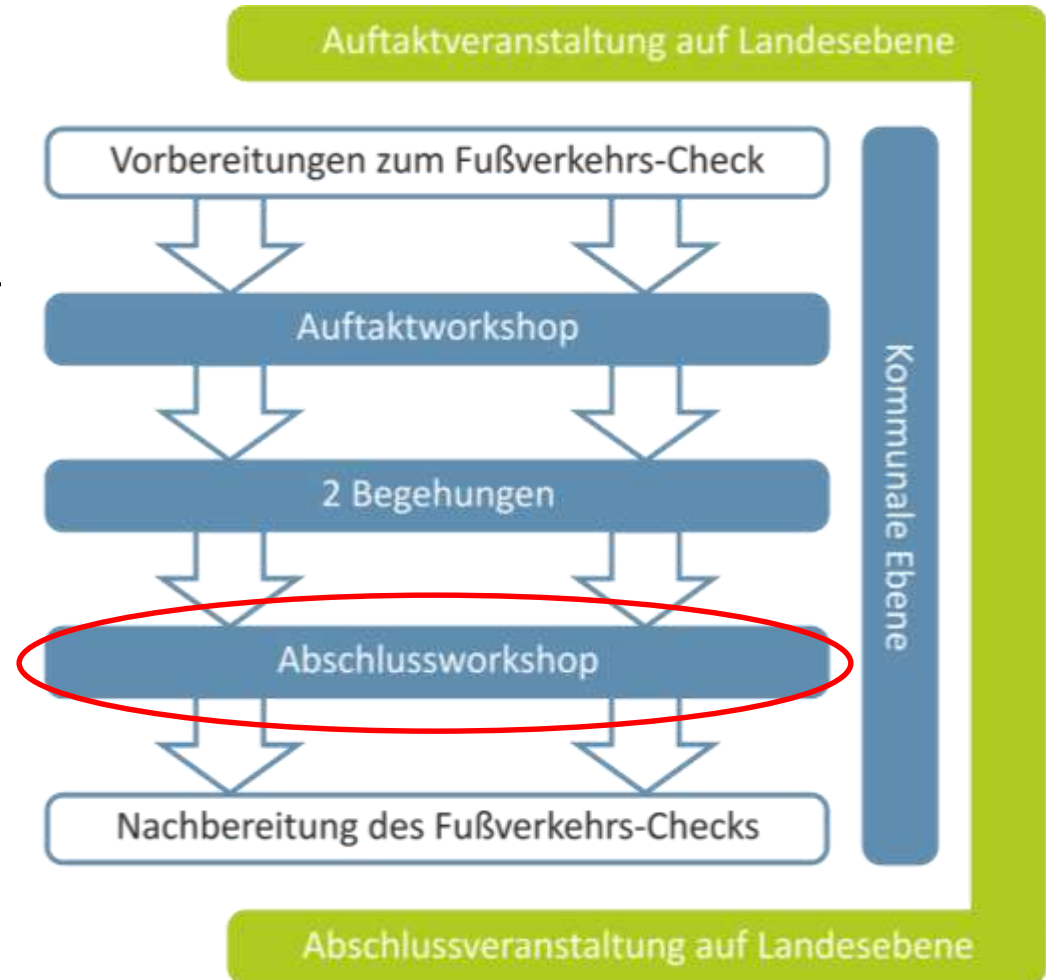 Auftaktveranstaltung auf Landesebene
Vorbereitungen zum Fußverkehrs-Check
Auftaktworkshop
2 Begehungen
Abschlussworkshop
Nachbereitung des Fußverkehrs-Checks
Kommunale Ebene
Abschlussveranstaltung auf Landesebene